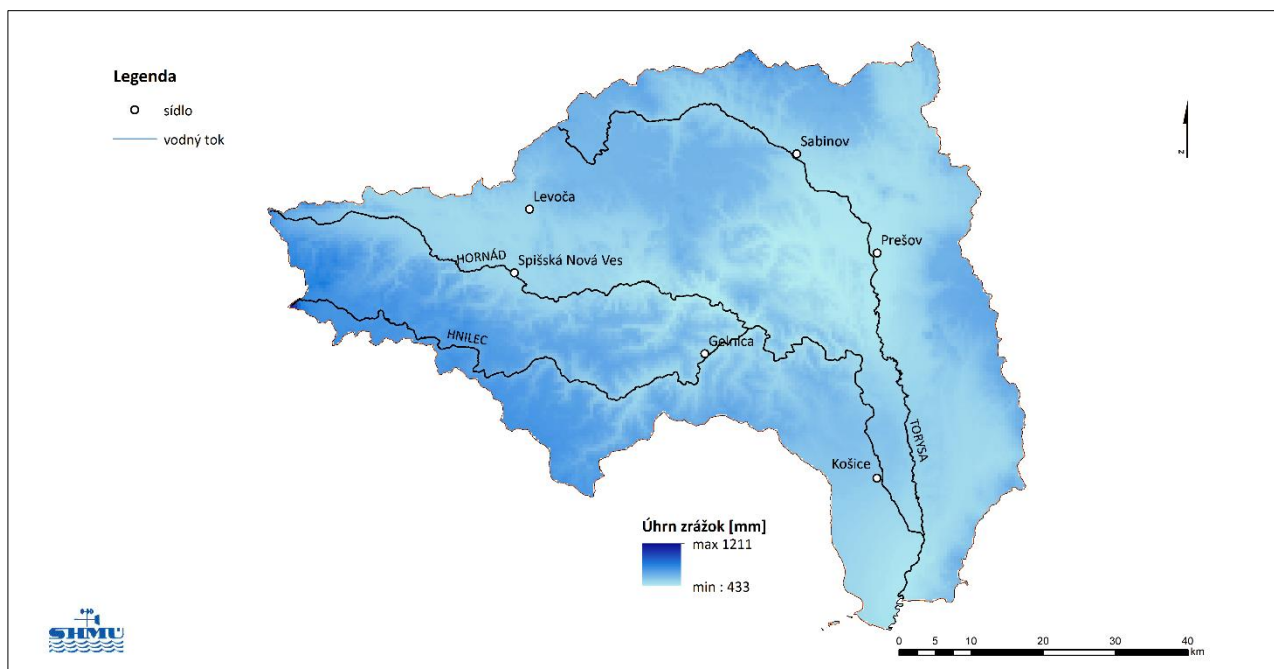 Legenda
sídlo
vodný tok
N
Sabinov
Levoča
Prešov
HORNÁD
Spišská Nová Ves
HNILEC
Gelnica
TORYSA
Košice
Úhrn zrážok [mm]
max 1211
min : 433
SHMÚ
0 5 10 20 30 40
km